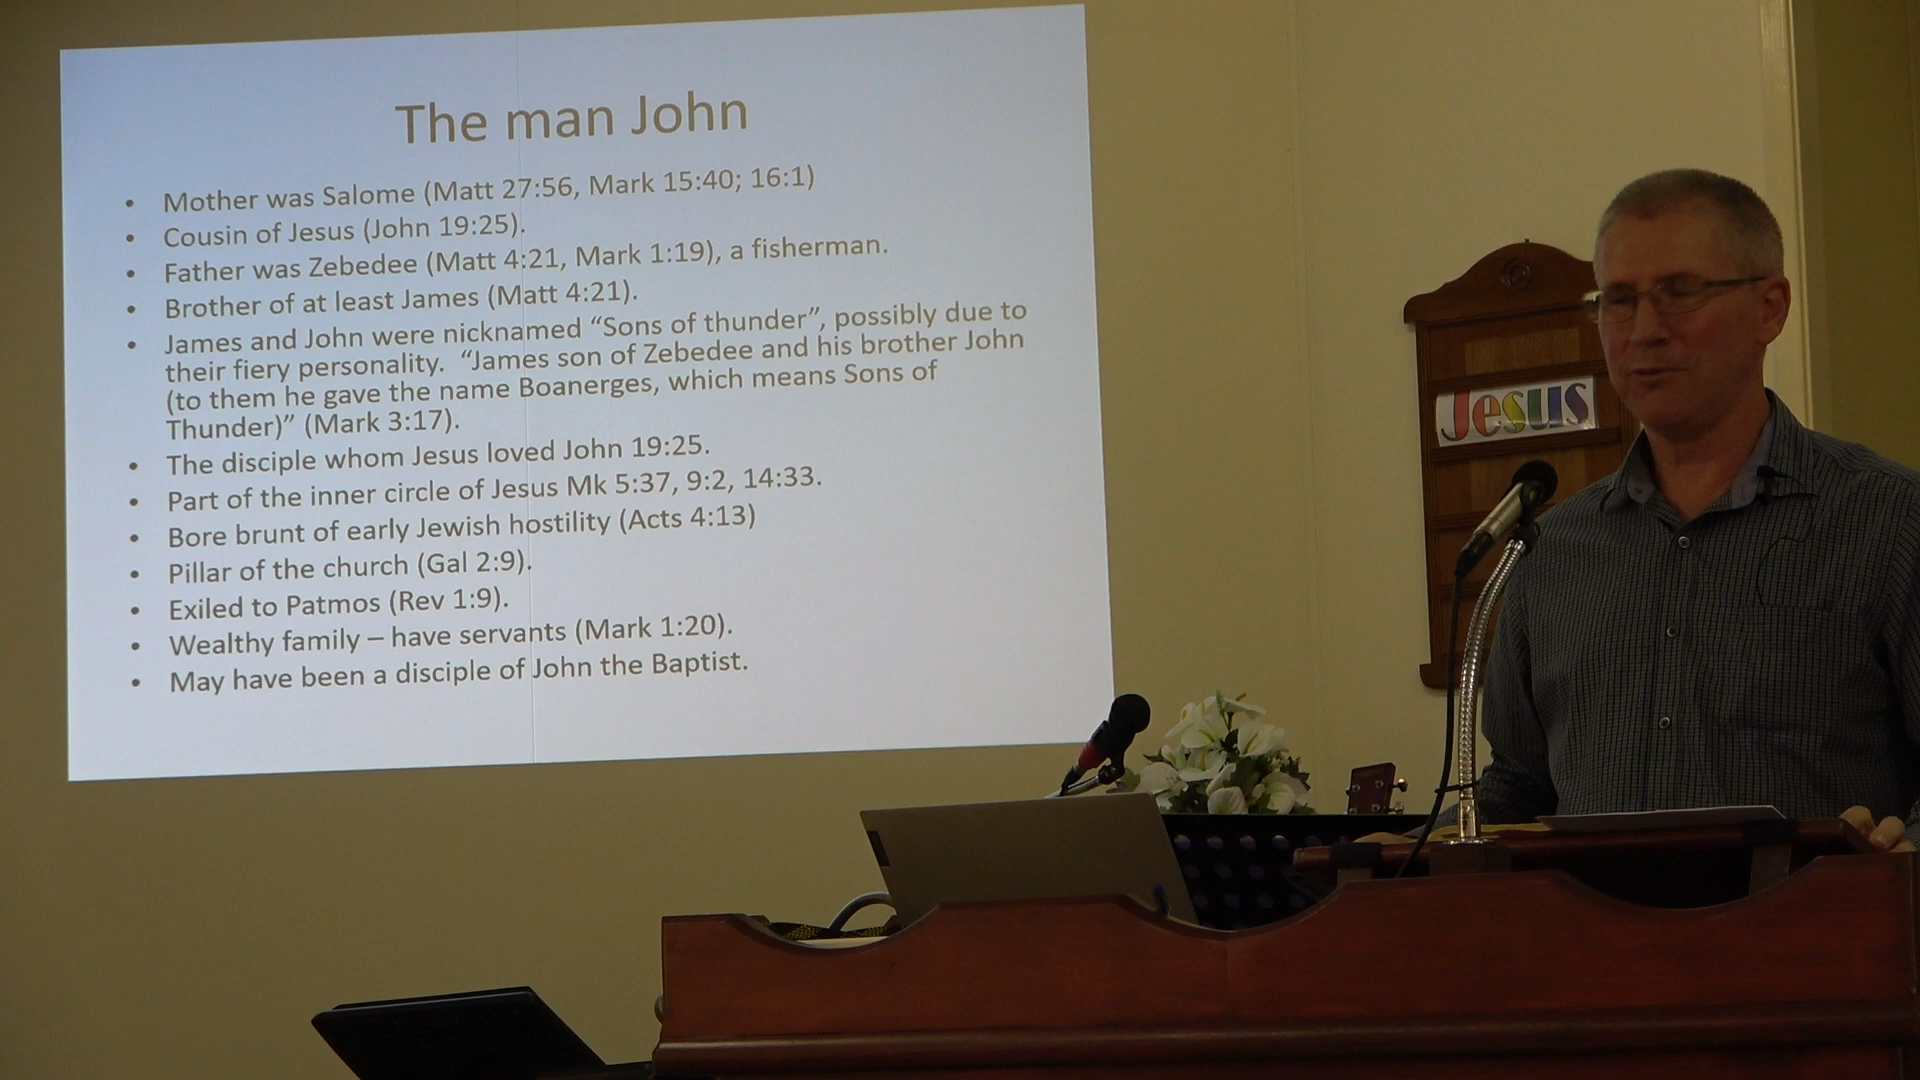 The man John
• Mother was Salome (Matt 27:56, Mark 15:40; 16:1)
• Cousin of Jesus (John 19:25).
• Father was Zebedee (Matt 4:21, Mark 1:19), a fisherman.
• Brother of at least James (Matt 4:21).
• James and John were nicknamed “Sons of thunder”, possibly due to
their fiery personality. “James son of Zebedee and his brother John
(to them he gave the name Boanerges, which means Sons of
Thunder)” (Mark 3:17).
• The disciple whom Jesus loved John 19:25.
• Part of the inner circle of Jesus Mk 5:37, 9:2, 14:33.
• Bore brunt of early Jewish hostility (Acts 4:13)
• Pillar of the church (Gal 2:9).
• Exiled to Patmos (Rev 1:9).
• Wealthy family – have servants (Mark 1:20).
• May have been a disciple of John the Baptist.
Jesus